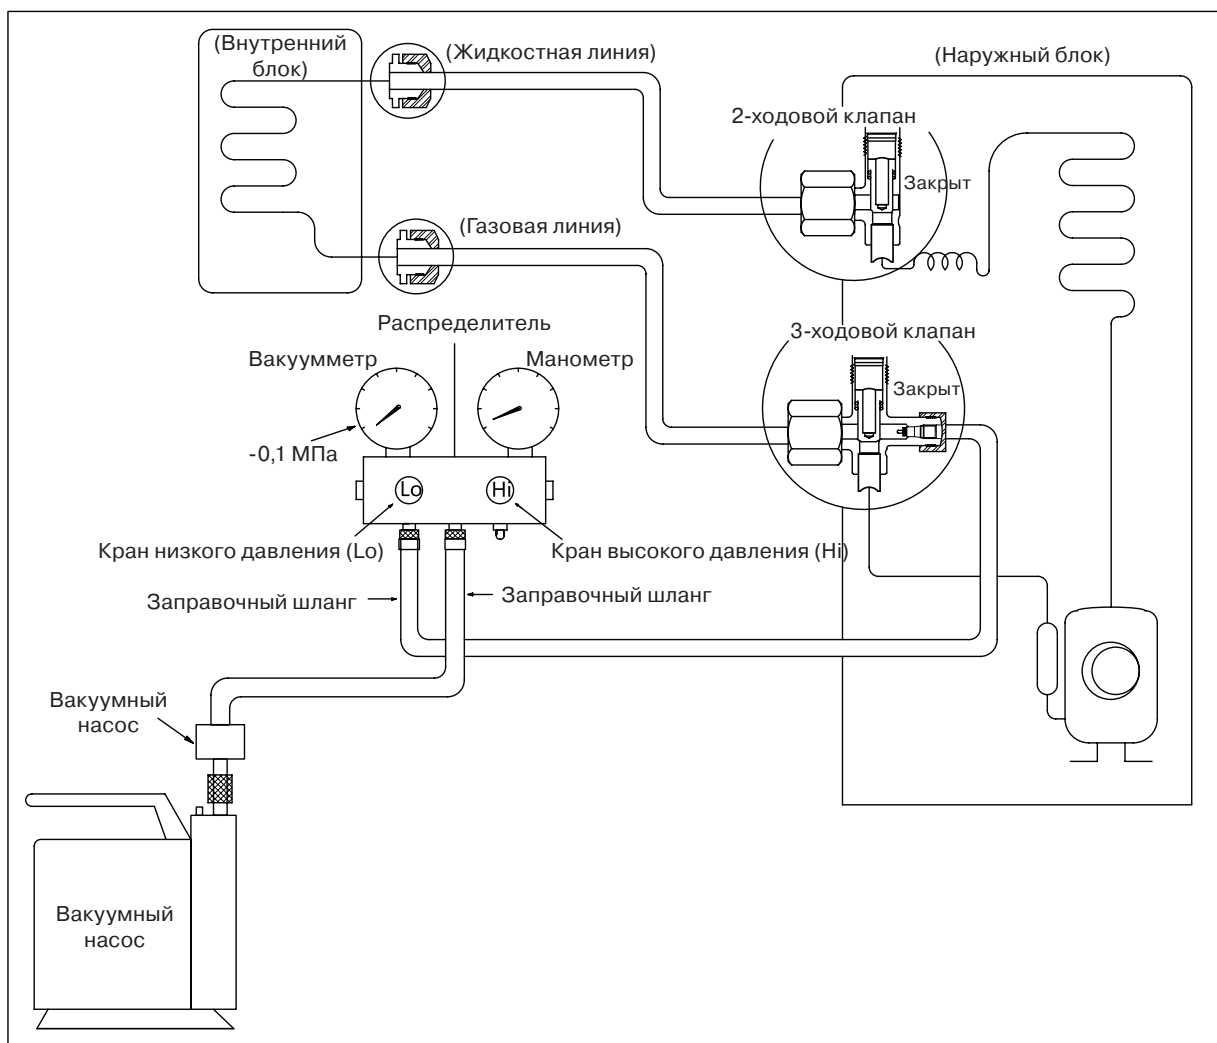 (Внутренний
блок)
(Жидкостная линия)
(Наружный блок)
2-ходовой клапан
Закрыт
(Газовая линия)
Распределитель
3-ходовой клапан
Вакуумметр
Манометр
Закрыт
-0,1 МПа
Lo
Hi
Кран низкого давления (Lo)
Кран высокого давления (Hi)
Заправочный шланг
Заправочный шланг
Вакуумный
насос
Вакуумный
насос